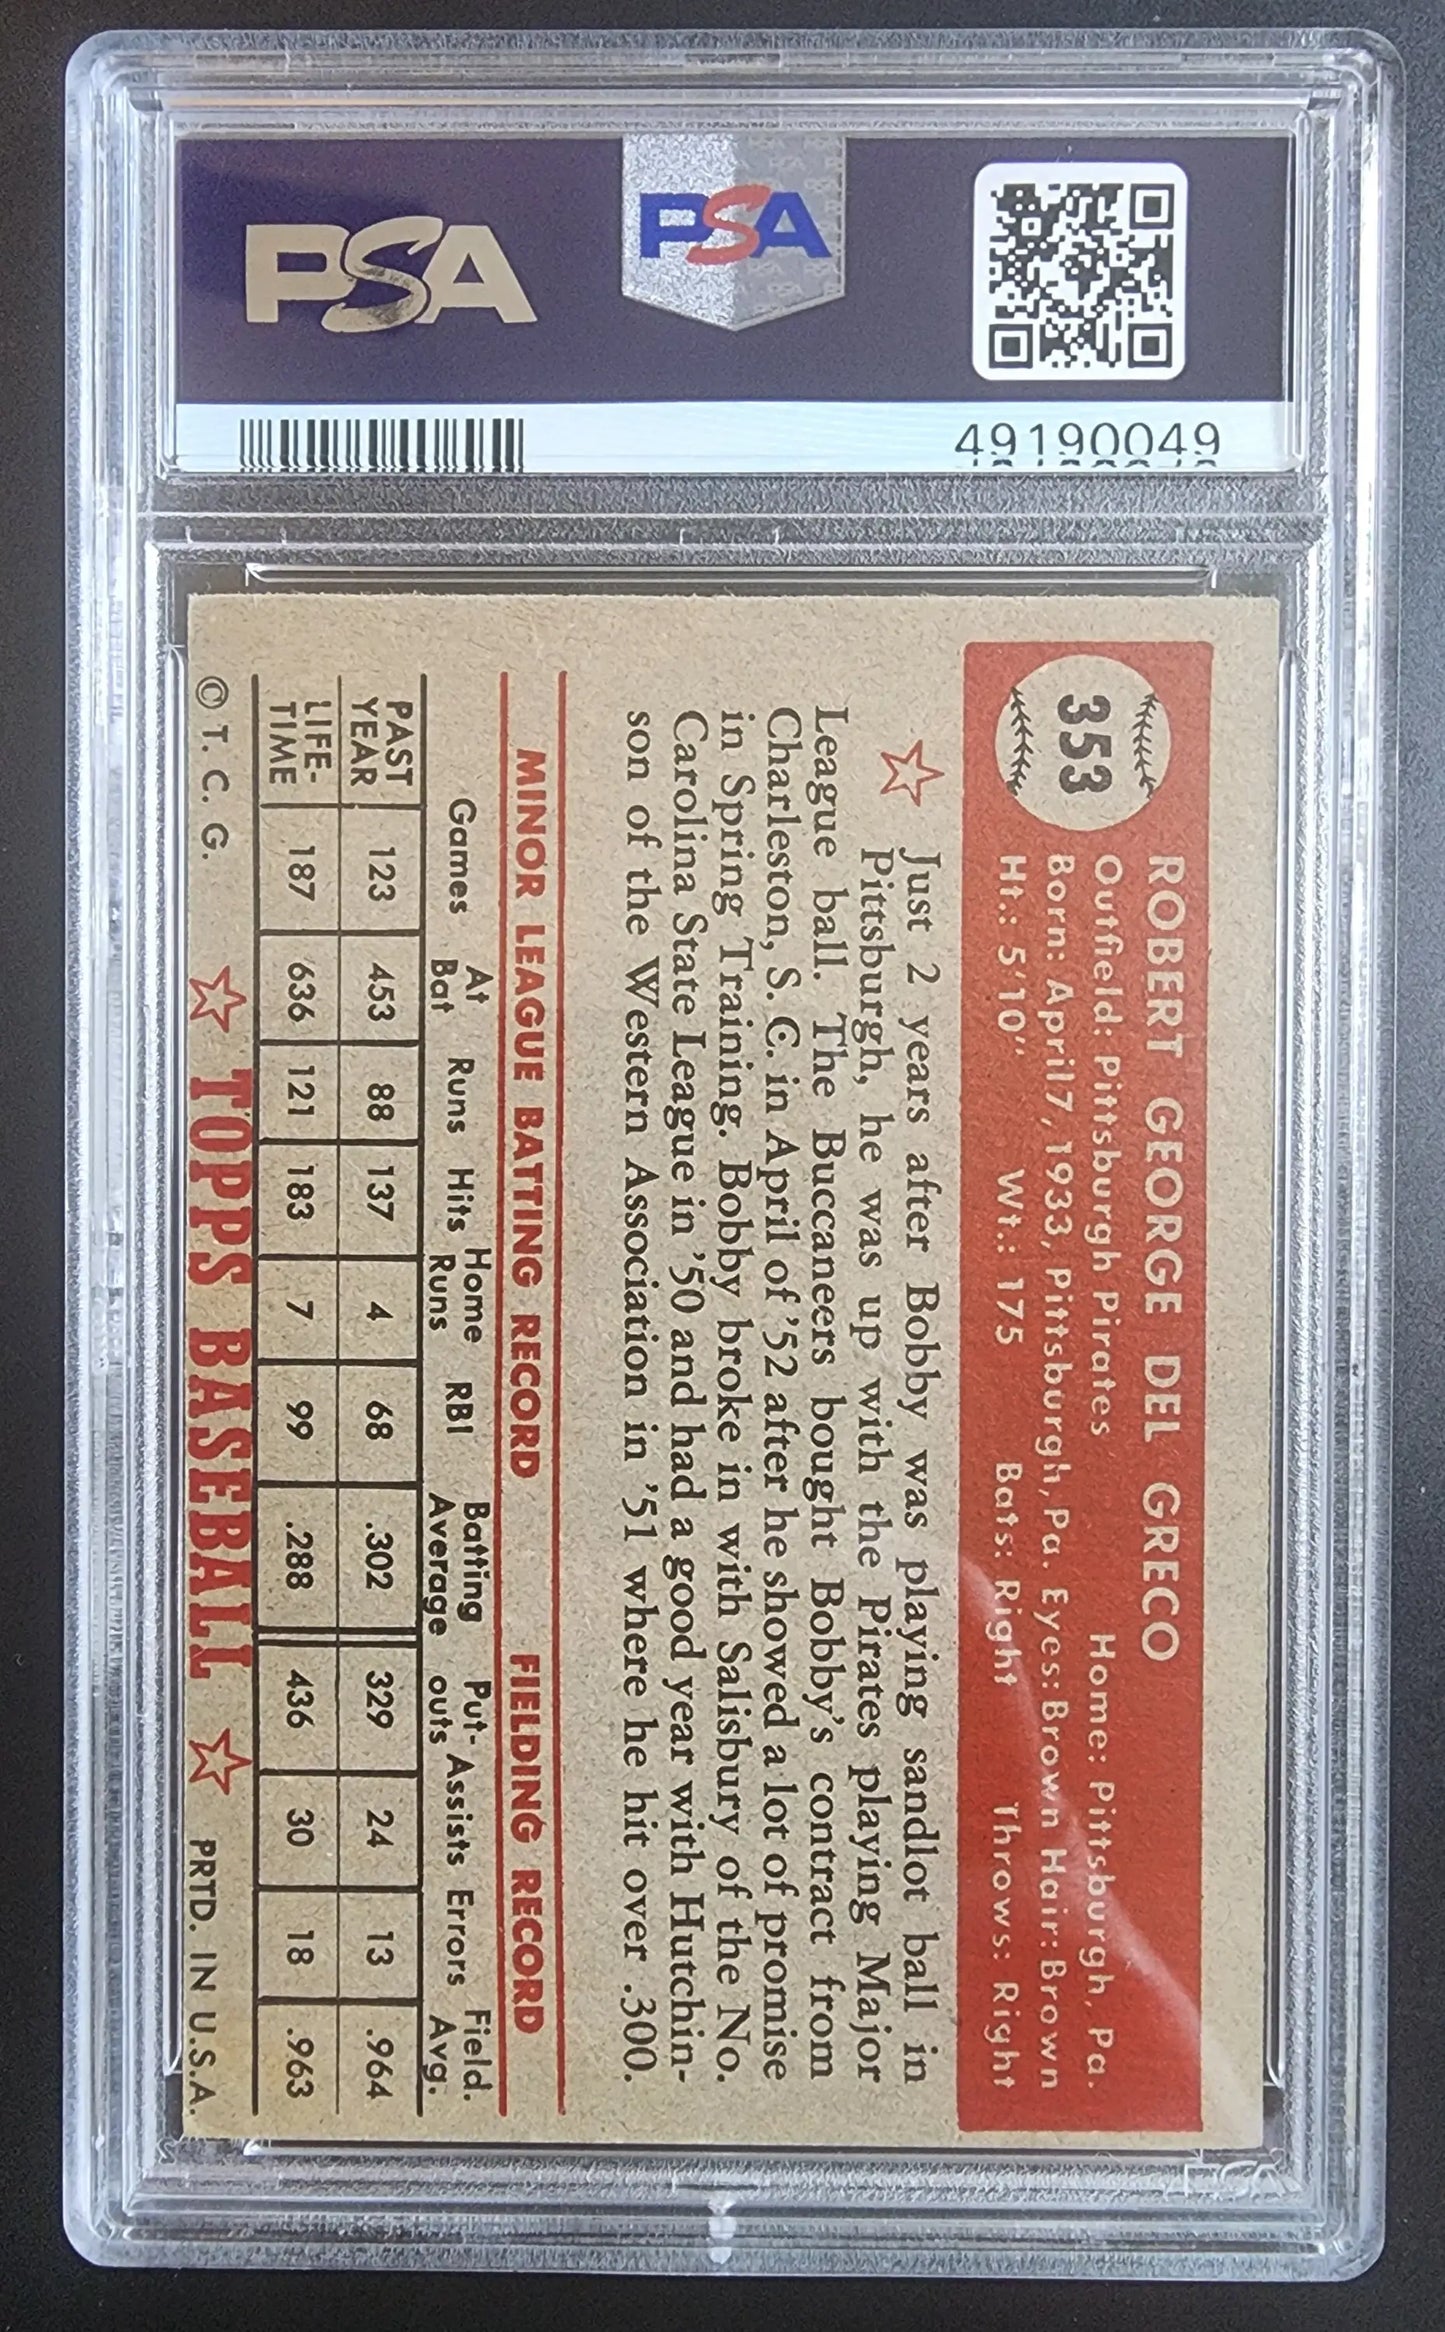 PSA
PSA
49190049
353
ROBERT GEORGE DEL GRECO
Outfield: Pittsburgh Pirates Home: Pittsburgh, Pa.
Born: April 7, 1933, Pittsburgh, Pa. Eyes: Brown Hair: Brown
Ht.: 5'10" Wt.: 175 Bats: Right Throws: Right
Just 2 years after Bobby was playing sandlot ball in
Pittsburgh, he was up with the Pirates playing Major
League ball. The Buccaneers bought Bobby's contract from
Charleston, S. C. in April of '52 after he showed a lot of promise
in Spring Training. Bobby broke in with Salisbury of the No.
Carolina State League in '50 and had a good year with Hutchin-
son of the Western Association in '51 where he hit over .300.
MINOR LEAGUE BATTING RECORD FIELDING RECORD
Games At Bat Runs Hits Home Runs RBI Batting Average Put-outs Assists Errors Field. Avg.
PAST YEAR 123 453 88 137 4 68 .302 329 24 13 .964
LIFE-TIME 187 636 121 183 7 99 .288 436 30 18 .963
© T. C. G. TOPPS BASEBALL PRTD. IN U.S.A.